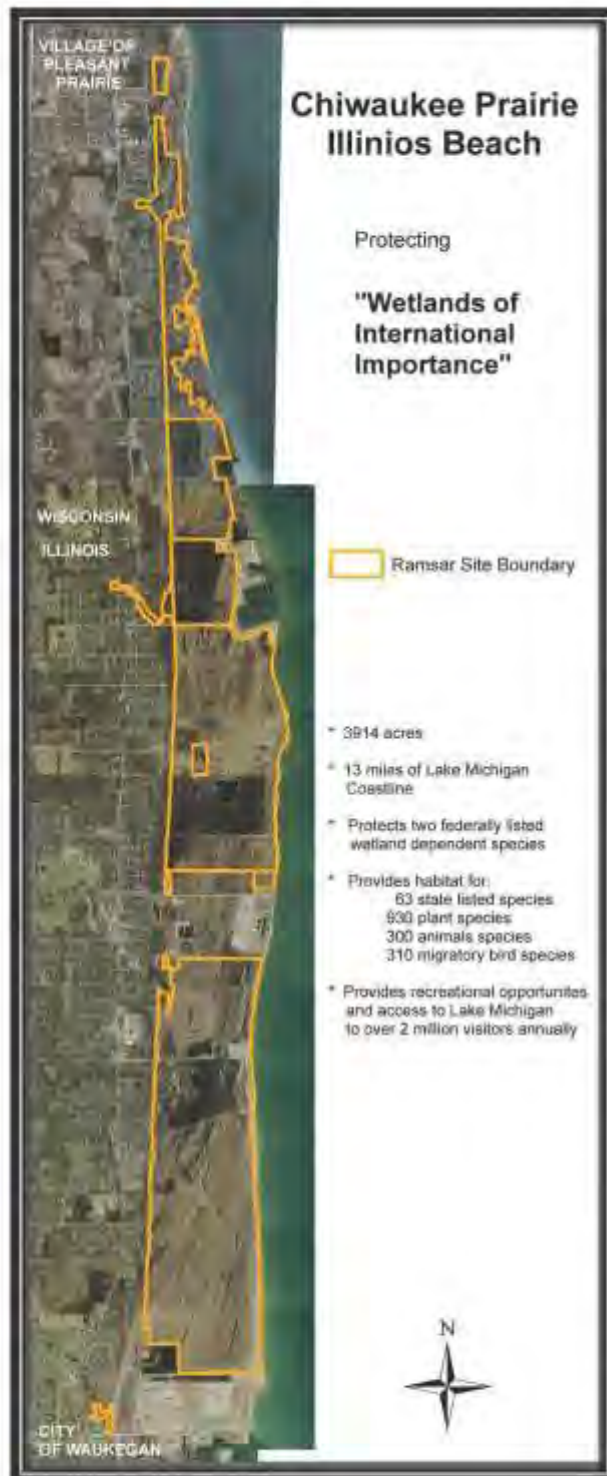 VILLAGE OF
PLEASANT
PRAIRIE
Chiwaukee Prairie
Illinios Beach
Protecting
"Wetlands of
International
Importance"
WISCONSIN
ILLINOIS
Ramsar Site Boundary
* 3914 acres
* 13 miles of Lake Michigan
Coastline
* Protects two federally listed
wetland dependent species
* Provides habitat for:
63 state listed species
930 plant species
300 animals species
310 migratory bird species
* Provides recreational opportunites
and access to Lake Michigan
to over 2 million visitors annually
N
CITY
OF WAUKEGAN